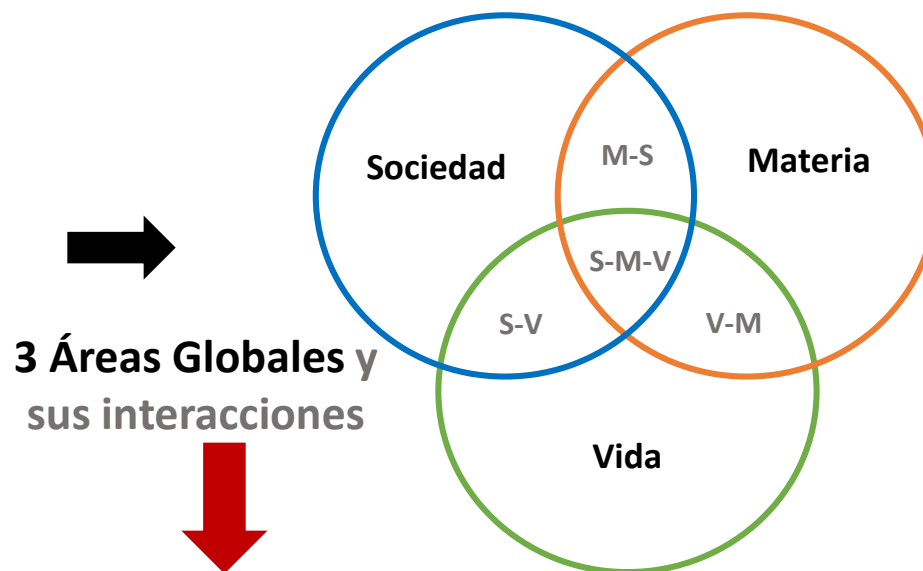 Sociedad
M-S
Materia
S-M-V
S-V
V-M
3 Áreas Globales y
sus interacciones
Vida